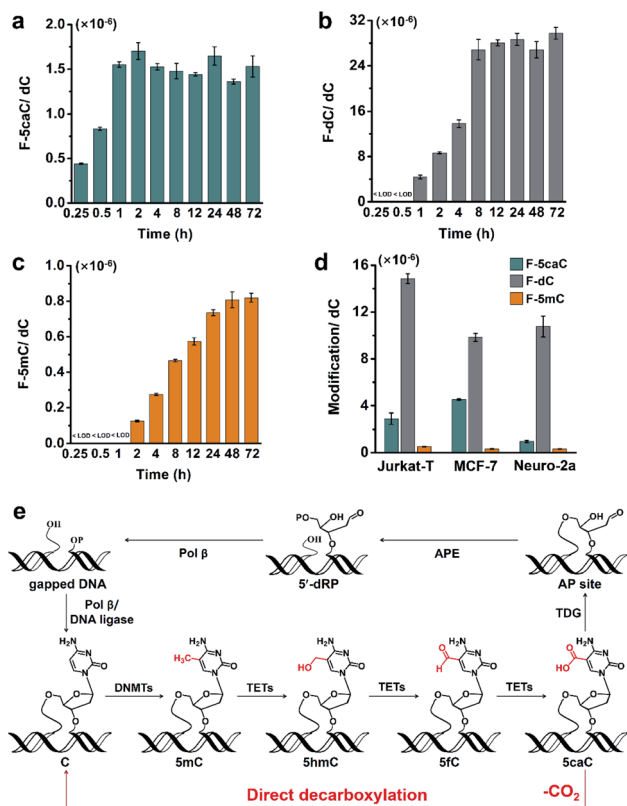 a
(×10⁻⁶)
2.0
1.5
1.0
0.5
0.0
F-5caC/ dC
0.25 0.5 1 2 4 8 12 24 48 72
Time (h)
b
(×10⁻⁶)
32
24
16
8
0
F-dC/ dC
< LOD < LOD
0.25 0.5 1 2 4 8 12 24 48 72
Time (h)
c
(×10⁻⁶)
1.0
0.8
0.6
0.4
0.2
0.0
F-5mC/ dC
< LOD < LOD < LOD
0.25 0.5 1 2 4 8 12 24 48 72
Time (h)
d
(×10⁻⁶)
16
12
8
4
0
Modification/ dC
F-5caC
F-dC
F-5mC
Jurkat-T MCF-7 Neuro-2a
e
OH
OP
gapped DNA
Pol β
PO OH O
OH
O
5′-dRP
APE
O OH O
O
AP site
Pol β/
DNA ligase
TDG
NH₂
N
N O
O O
O
C
DNMTs
H₃C NH₂
N
N O
O O
O
5mC
TETs
HO NH₂
N
N O
O O
O
5hmC
TETs
O NH₂
H N
N O
O O
O
5fC
TETs
O NH₂
HO N
N O
O O
O
5caC
Direct decarboxylation
-CO₂